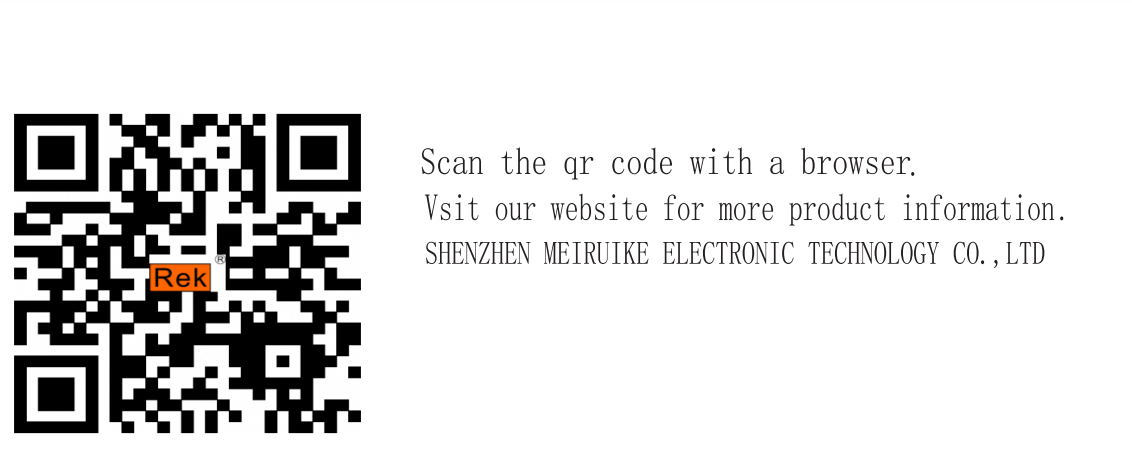 Scan the qr code with a browser.
Vsit our website for more product information.
SHENZHEN MEIRUIKE ELECTRONIC TECHNOLOGY CO.,LTD
Rek®